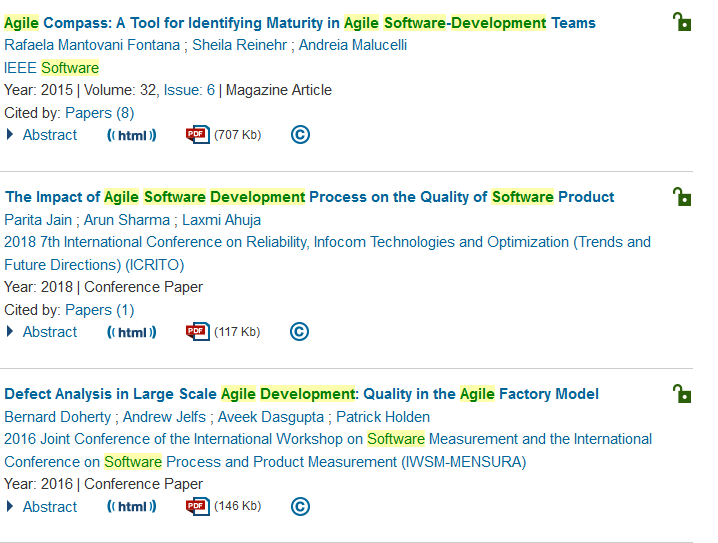 Agile Compass: A Tool for Identifying Maturity in Agile Software-Development Teams
Rafaela Mantovani Fontana ; Sheila Reinehr ; Andreia Malucelli
IEEE Software
Year: 2015 | Volume: 32, Issue: 6 | Magazine Article
Cited by: Papers (8)
Abstract ((html)) PDF (707 Kb) ©
The Impact of Agile Software Development Process on the Quality of Software Product
Parita Jain ; Arun Sharma ; Laxmi Ahuja
2018 7th International Conference on Reliability, Infocom Technologies and Optimization (Trends and
Future Directions) (ICRITO)
Year: 2018 | Conference Paper
Cited by: Papers (1)
Abstract ((html)) PDF (117 Kb) ©
Defect Analysis in Large Scale Agile Development: Quality in the Agile Factory Model
Bernard Doherty ; Andrew Jelfs ; Aveek Dasgupta ; Patrick Holden
2016 Joint Conference of the International Workshop on Software Measurement and the International
Conference on Software Process and Product Measurement (IWSM-MENSURA)
Year: 2016 | Conference Paper
Abstract ((html)) PDF (146 Kb) ©